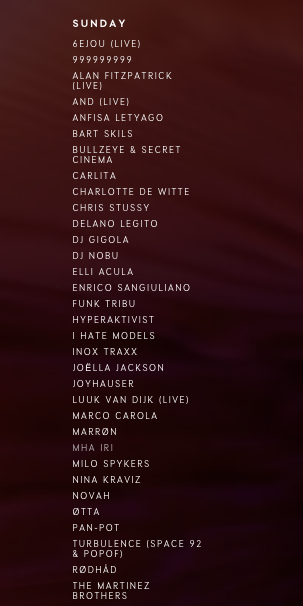 SUNDAY
6EJOU (LIVE)
999999999
ALAN FITZPATRICK
(LIVE)
AND (LIVE)
ANFISA LETYAGO
BART SKILS
BULLZEYE & SECRET
CINEMA
CARLITA
CHARLOTTE DE WITTE
CHRIS STUSSY
DELANO LEGITO
DJ GIGOLA
DJ NOBU
ELLI ACULA
ENRICO SANGIULIANO
FUNK TRIBU
HYPERAKTIVIST
I HATE MODELS
INOX TRAXX
JOËLLA JACKSON
JOYHAUSER
LUUK VAN DIJK (LIVE)
MARCO CAROLA
MARRØN
MHA IRI
MILO SPYKERS
NINA KRAVIZ
NOVAH
ØTTA
PAN-POT
TURBULENCE (SPACE 92
& POPOF)
RØDHÅD
THE MARTINEZ
BROTHERS